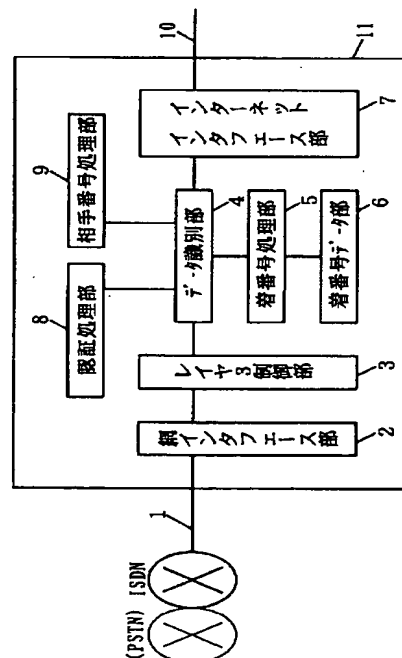 (PSTN)
ISDN
1
網インタフェース部
2
レイヤ3制御部
3
認証処理部
8
相手番号処理部
9
データ識別部
4
着番号処理部
5
着番号データ部
6
インターネット
インタフェース部
7
10
11